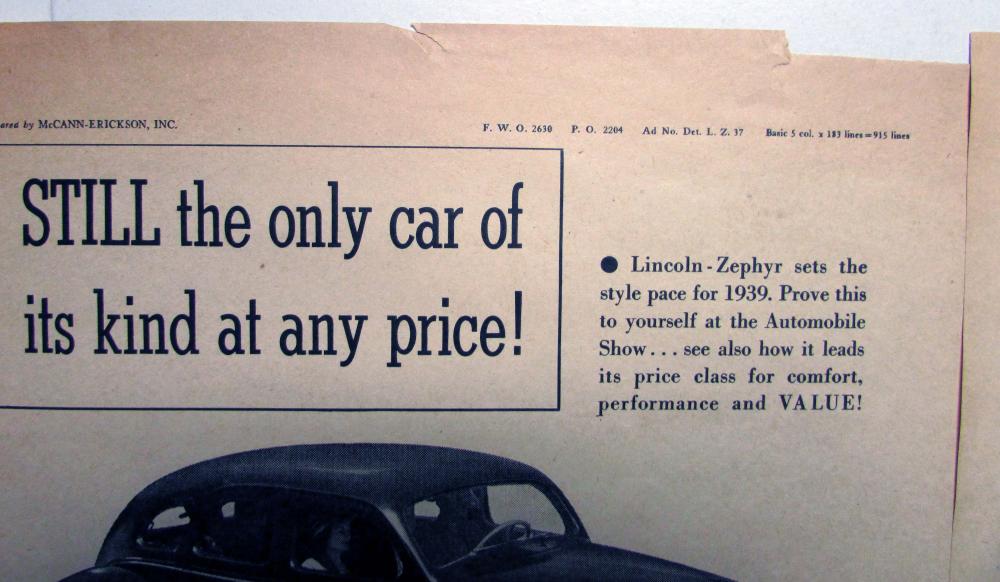 ared by McCANN-ERICKSON, INC.
F. W. O. 2630 P. O. 2204 Ad No. Det. L. Z. 37 Basic 5 col. x 183 lines=915 lines
STILL the only car of
its kind at any price!
● Lincoln-Zephyr sets the
style pace for 1939. Prove this
to yourself at the Automobile
Show... see also how it leads
its price class for comfort,
performance and VALUE!